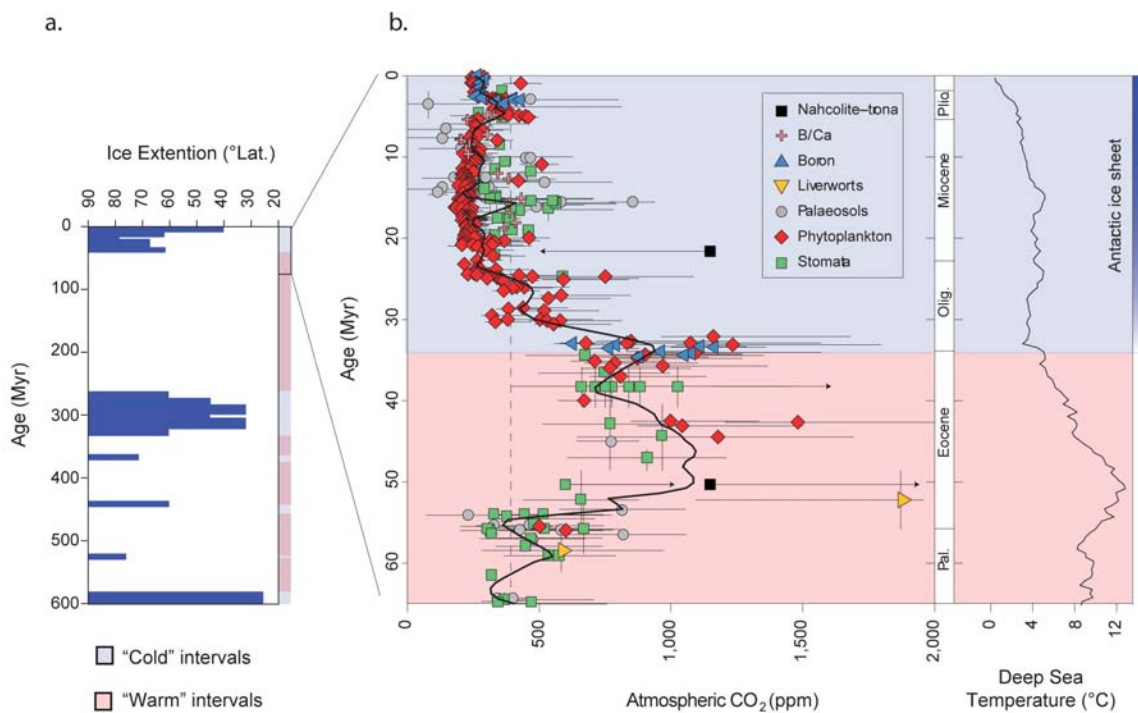 a.
b.
Ice Extention (°Lat.)
90 80 70 60 50 40 30 20
0
100
200
300
400
500
600
Age (Myr)
"Cold" intervals
"Warm" intervals
0
10
20
30
40
50
60
Age (Myr)
Nahcolite–trona
B/Ca
Boron
Liverworts
Palaeosols
Phytoplankton
Stomata
0 500 1,000 1,500 2,000
Atmospheric CO2 (ppm)
Plio.
Miocene
Olig.
Eocene
Pal.
Antactic ice sheet
0 4 8 12
Deep Sea
Temperature (°C)